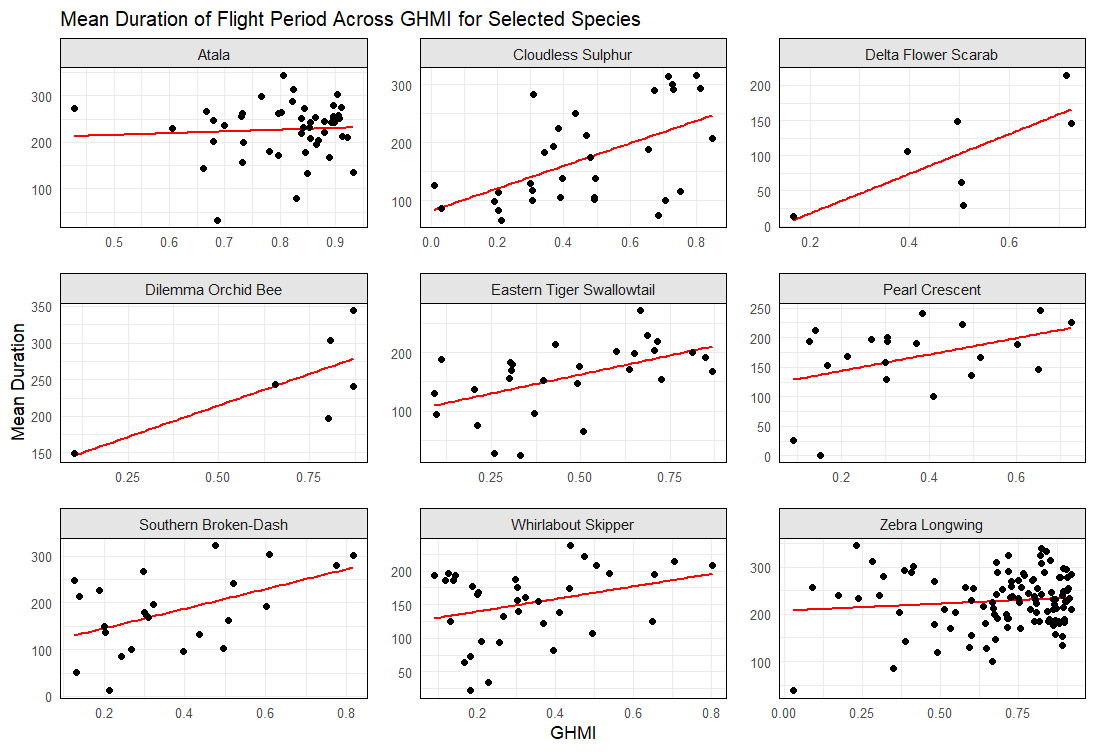 Mean Duration of Flight Period Across GHMI for Selected Species
Atala
Cloudless Sulphur
Delta Flower Scarab
300
200
100
0.5 0.6 0.7 0.8 0.9
300
200
100
0.0 0.2 0.4 0.6 0.8
200
150
100
50
0
0.2 0.4 0.6
Dilemma Orchid Bee
Eastern Tiger Swallowtail
Pearl Crescent
350
300
250
200
150
0.25 0.50 0.75
200
100
0.25 0.50 0.75
250
200
150
100
50
0
0.2 0.4 0.6
Southern Broken-Dash
Whirlabout Skipper
Zebra Longwing
300
200
100
0
0.2 0.4 0.6 0.8
200
150
100
50
0.2 0.4 0.6 0.8
300
200
100
0.00 0.25 0.50 0.75
Mean Duration
GHMI